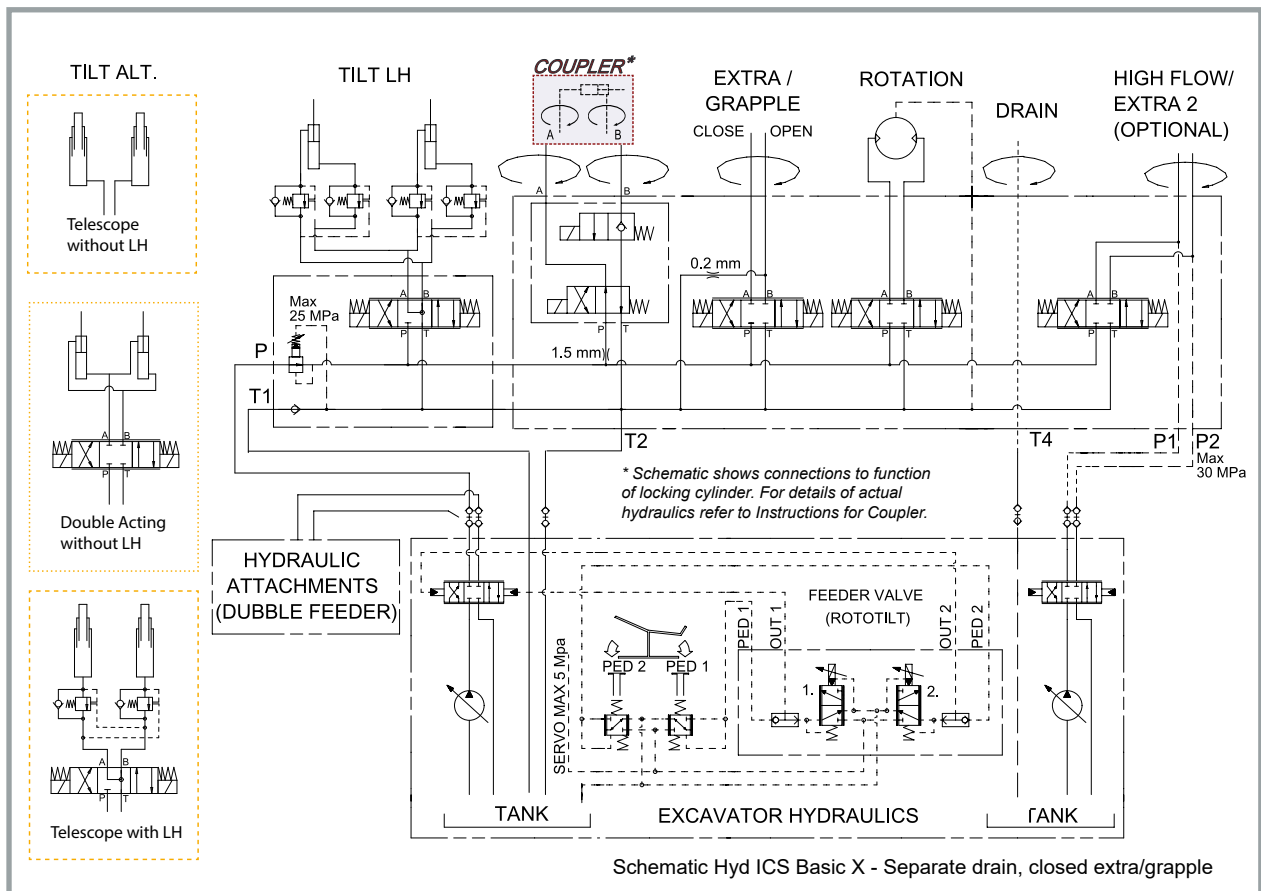 TILT ALT.
Telescope
without LH
A B
P T
Double Acting
without LH
A B
P T
Telescope with LH
TILT LH
COUPLER*
A B
EXTRA /
GRAPPLE
CLOSE OPEN
ROTATION
DRAIN
HIGH FLOW/
EXTRA 2
(OPTIONAL)
A B
0.2 mm
Max
25 MPa
A B
P T
P T
A B
P T
A B
P T
A B
P T
1.5 mm
P
T1
T2
T4
P1
P2
Max
30 MPa
* Schematic shows connections to function
of locking cylinder. For details of actual
hydraulics refer to Instructions for Coupler.
HYDRAULIC
ATTACHMENTS
(DUBBLE FEEDER)
SERVO MAX 5 Mpa
PED 2
PED 1
PED 1
OUT 1
FEEDER VALVE
(ROTOTILT)
OUT 2
PED 2
1.
2.
TANK
EXCAVATOR HYDRAULICS
TANK
Schematic Hyd ICS Basic X - Separate drain, closed extra/grapple